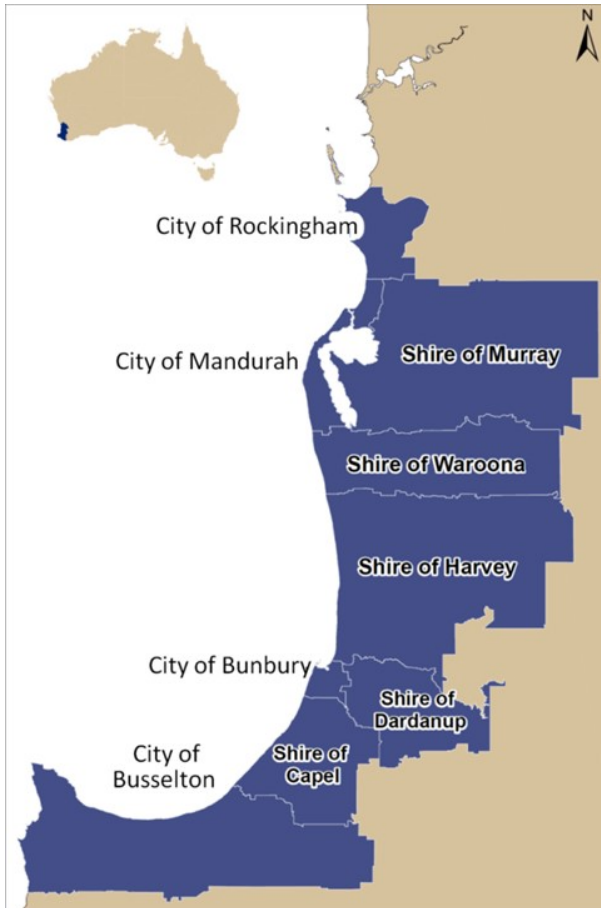 N
City of Rockingham
City of Mandurah
Shire of Murray
Shire of Waroona
Shire of Harvey
City of Bunbury
Shire of
Dardanup
City of
Busselton
Shire of
Capel